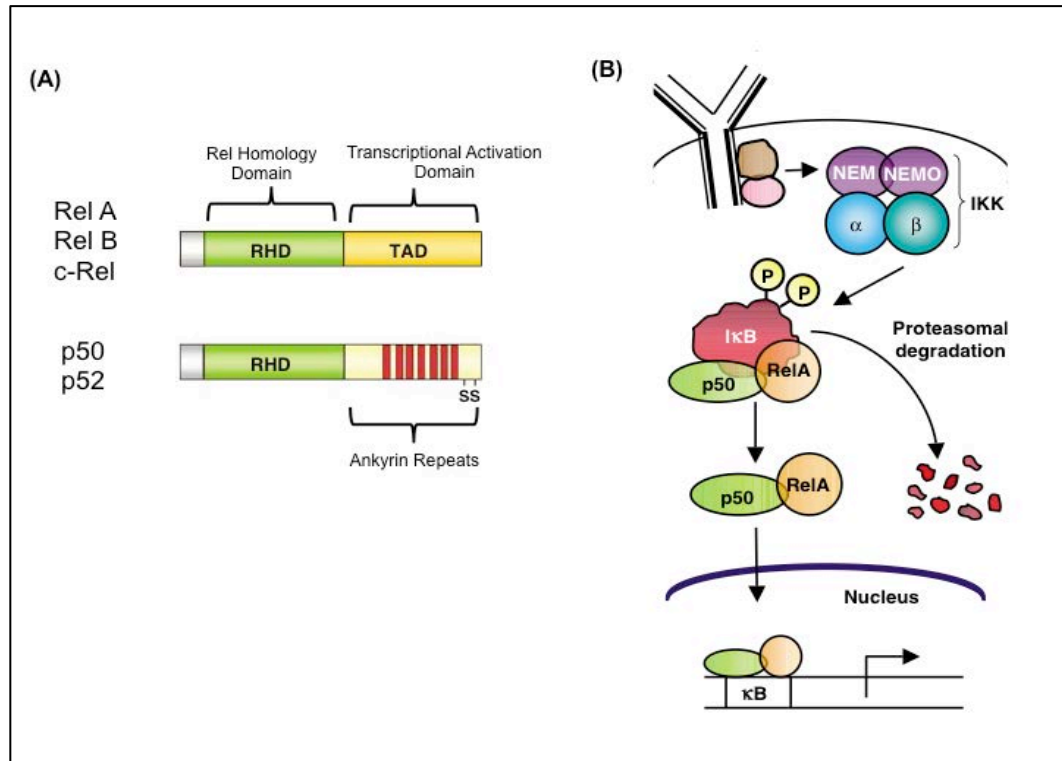 (A)
Rel Homology
Domain
Transcriptional Activation
Domain
Rel A
Rel B
c-Rel
RHD
TAD
p50
p52
RHD
SS
Ankyrin Repeats
(B)
NEM
NEMO
IKK
α
β
P
P
IκB
p50
RelA
Proteasomal
degradation
p50
RelA
Nucleus
κB